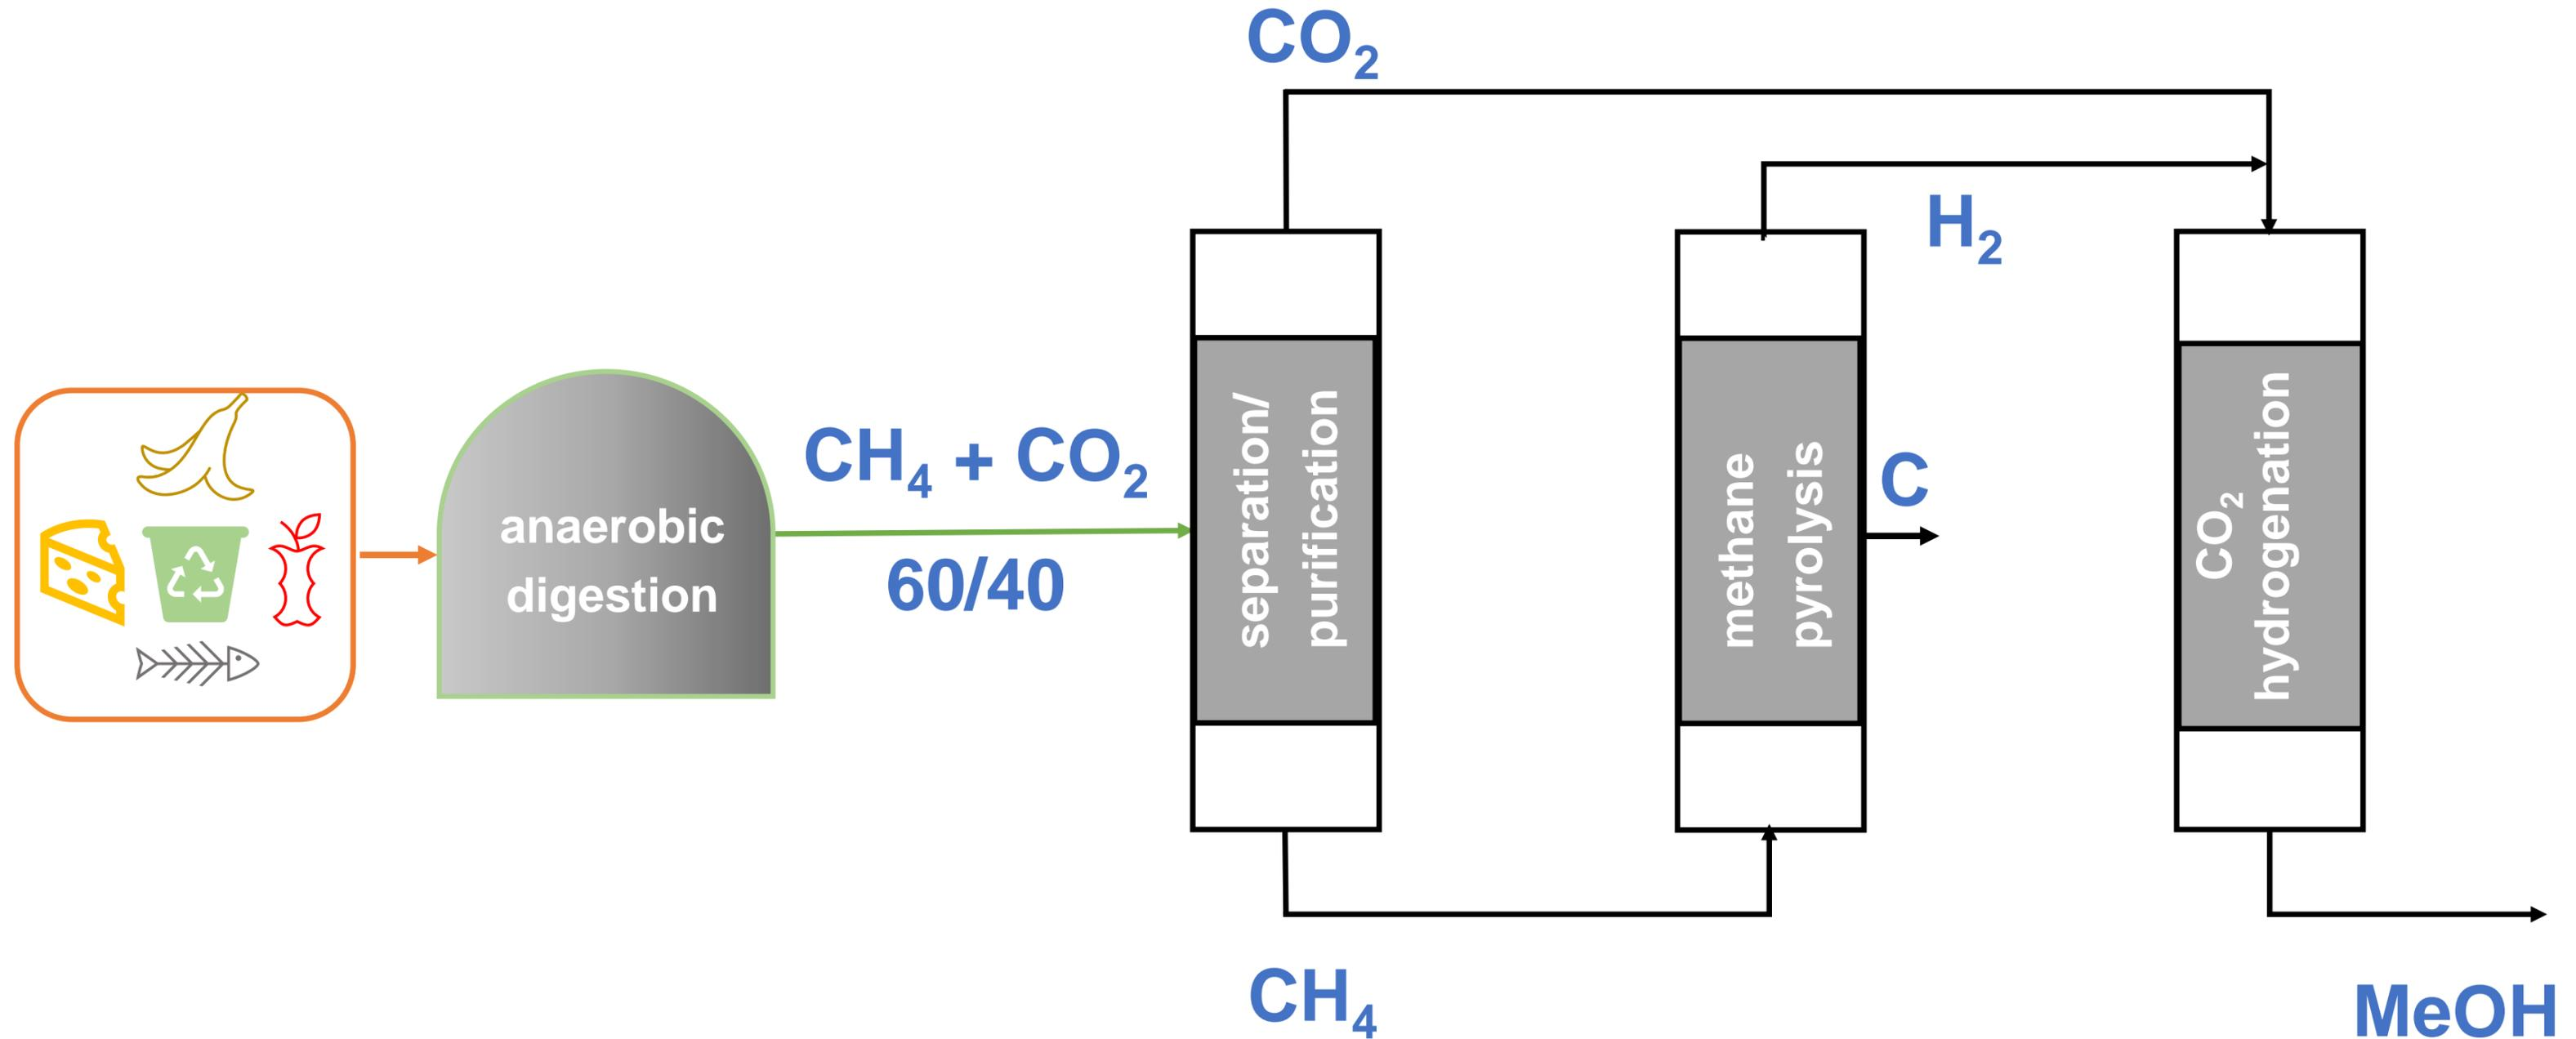 CO₂
H₂
CH₄ + CO₂
60/40
anaerobic
digestion
separation/
purification
methane
pyrolysis
C
CO₂
hydrogenation
CH₄
MeOH